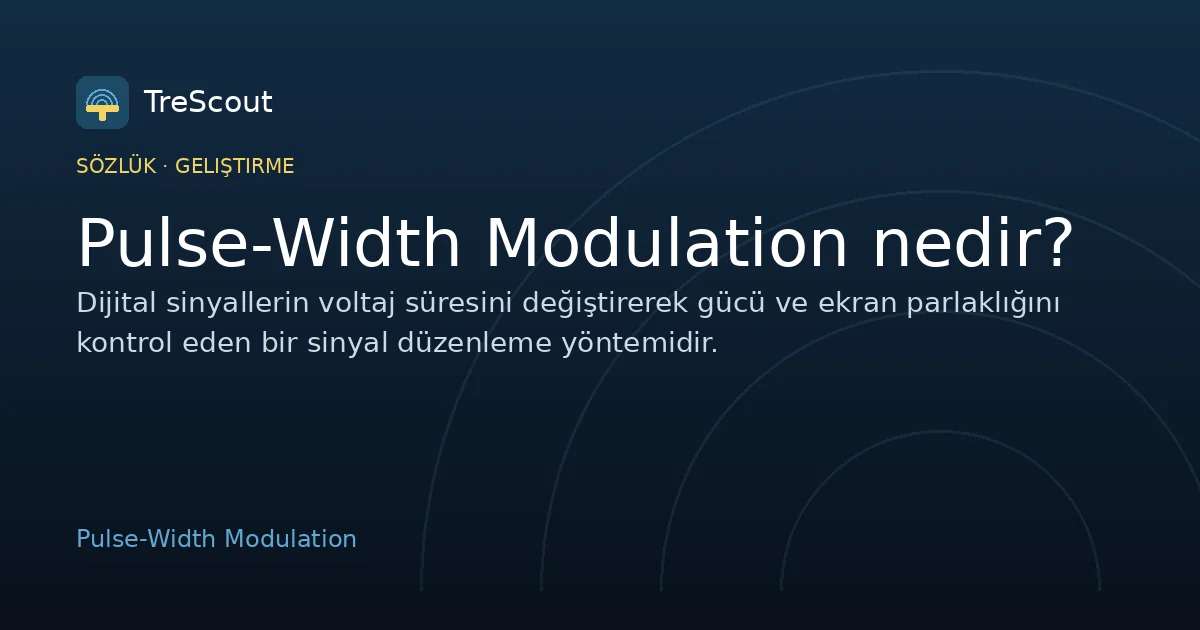 TreScout
SÖZLÜK · GELIŞTIRME
Pulse-Width Modulation nedir?
Dijital sinyallerin voltaj süresini değiştirerek gücü ve ekran parlaklığını
kontrol eden bir sinyal düzenleme yöntemidir.
Pulse-Width Modulation